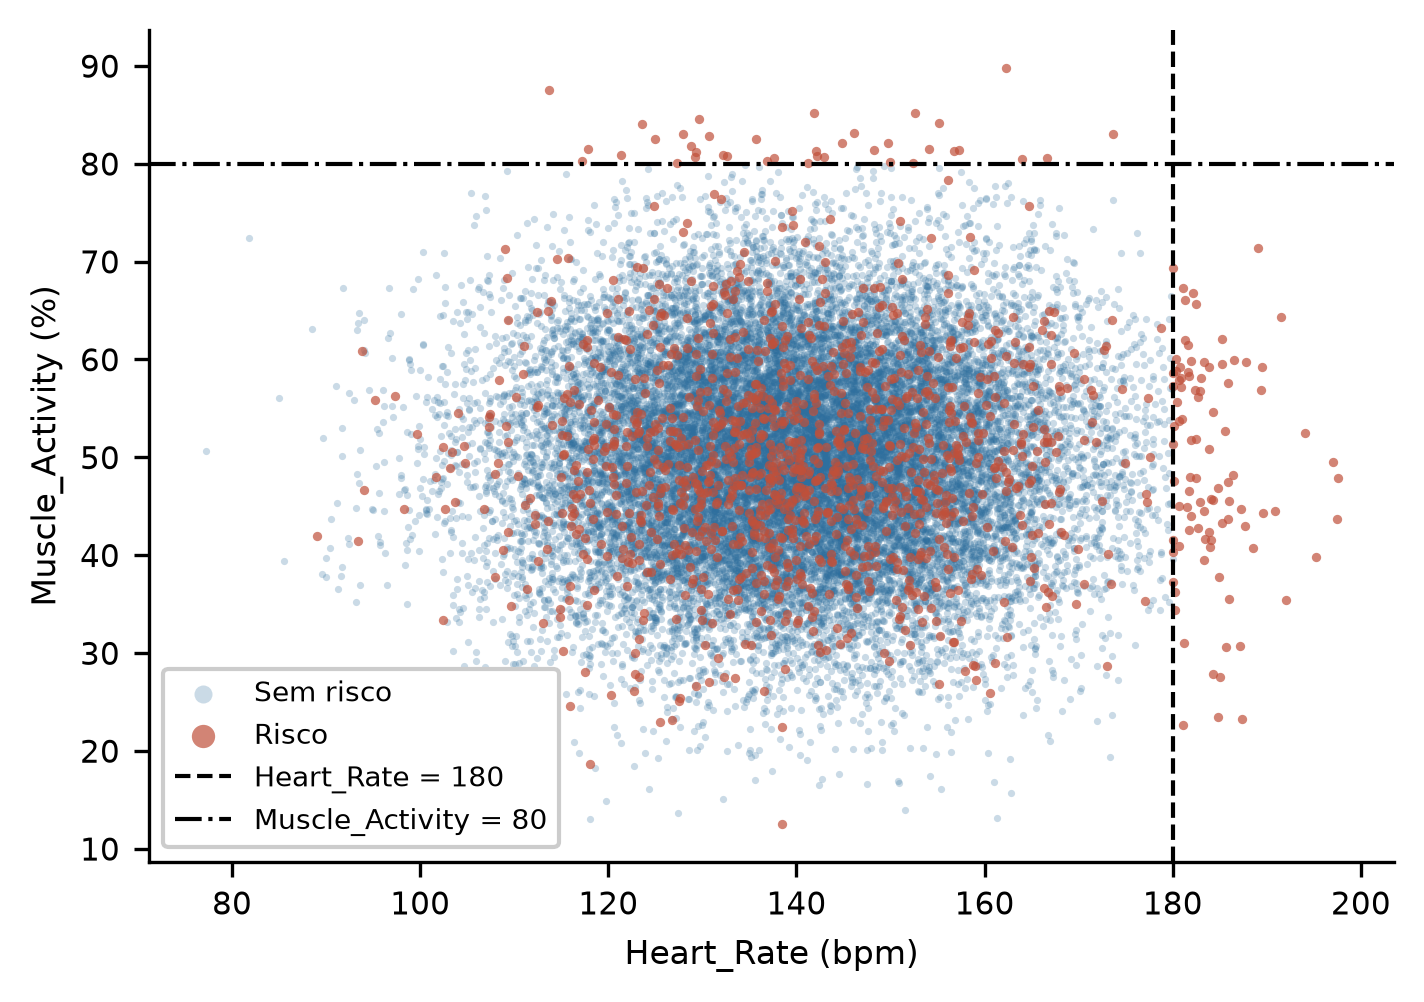 90
80
70
60
50
40
30
20
10
Muscle_Activity (%)
Sem risco
Risco
Heart_Rate = 180
Muscle_Activity = 80
80 100 120 140 160 180 200
Heart_Rate (bpm)